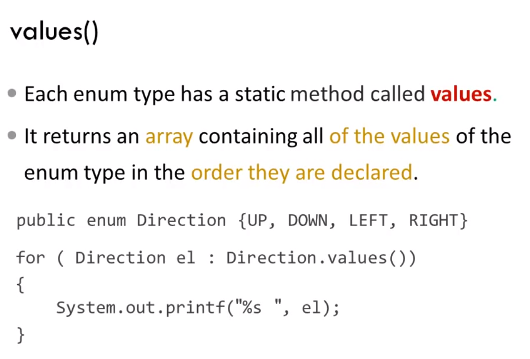 values()
• Each enum type has a static method called values.
• It returns an array containing all of the values of the
enum type in the order they are declared.
public enum Direction {UP, DOWN, LEFT, RIGHT}
for ( Direction el : Direction.values())
{
    System.out.printf("%s ", el);
}